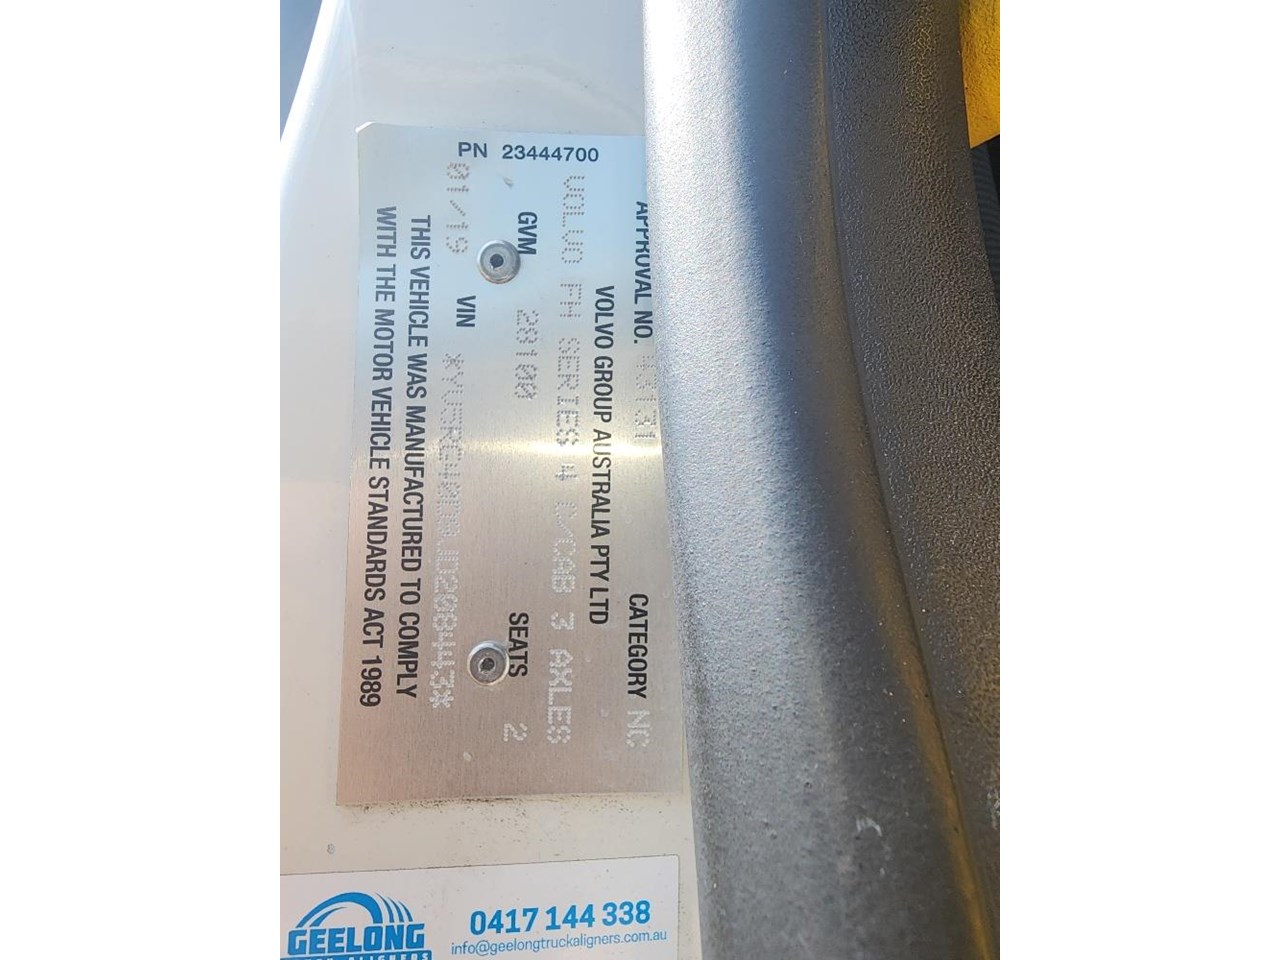 PN 23444700
APPROVAL NO. CATEGORY NC
VOLVO GROUP AUSTRALIA PTY LTD
VOLVO FH SERIES 4 C/CAB 3 AXLES
GVM 28100 SEATS 2
01/19 VIN
THIS VEHICLE WAS MANUFACTURED TO COMPLY
WITH THE MOTOR VEHICLE STANDARDS ACT 1989
GEELONG
0417 144 338
info@geelongtruckaligners.com.au